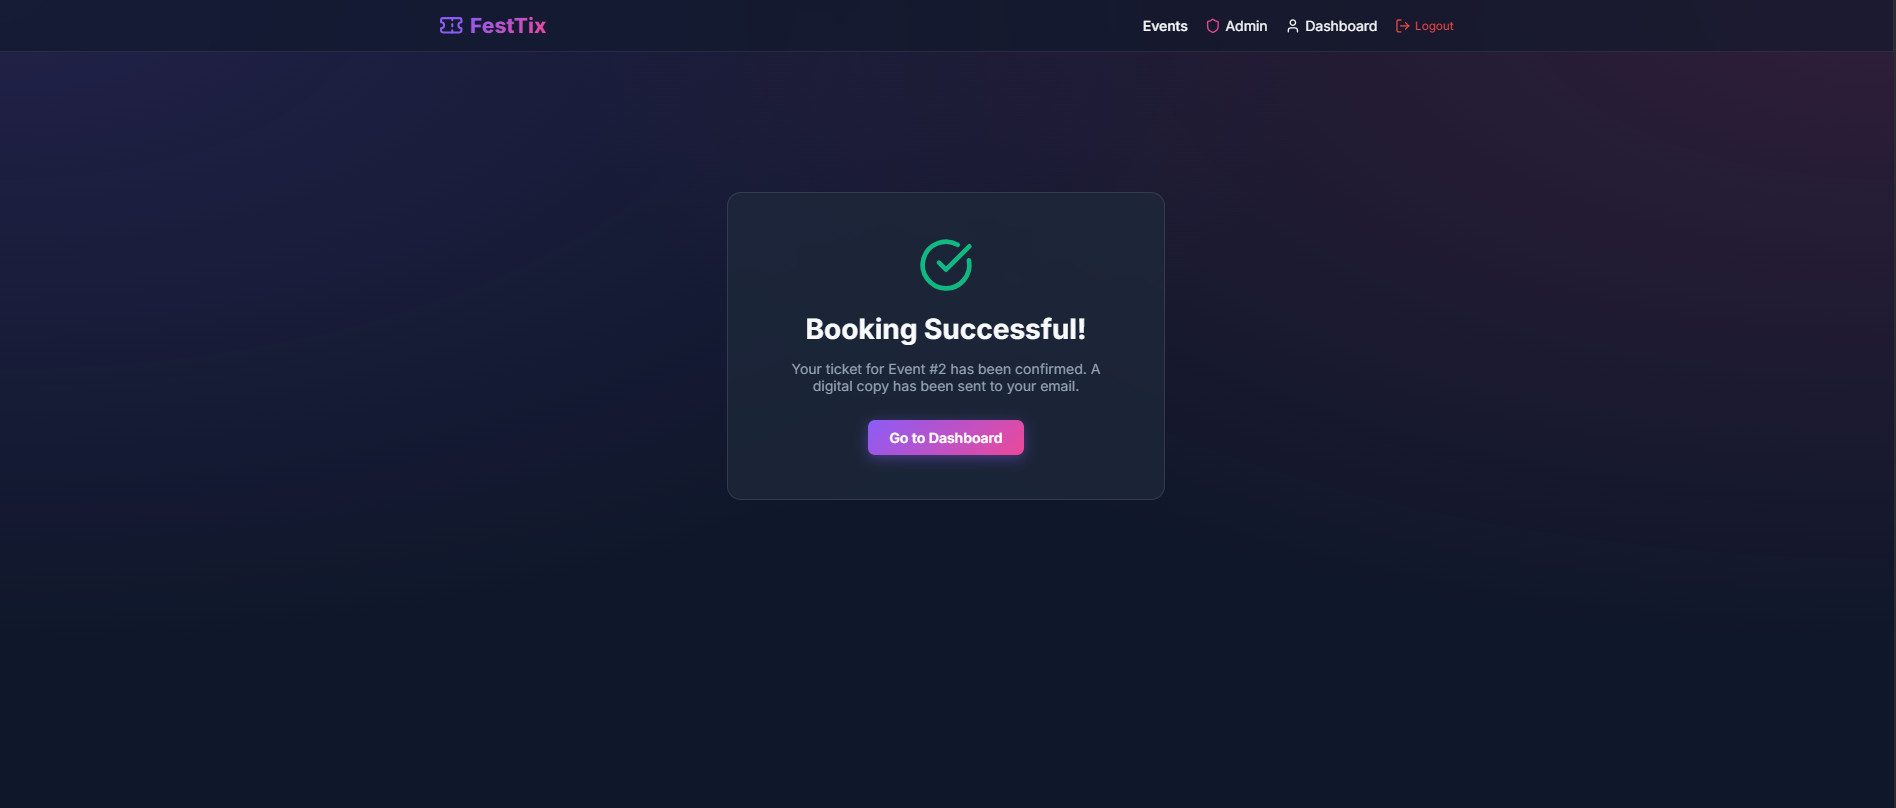 FestTix
Events Admin Dashboard Logout
Booking Successful!
Your ticket for Event #2 has been confirmed. A
digital copy has been sent to your email.
Go to Dashboard